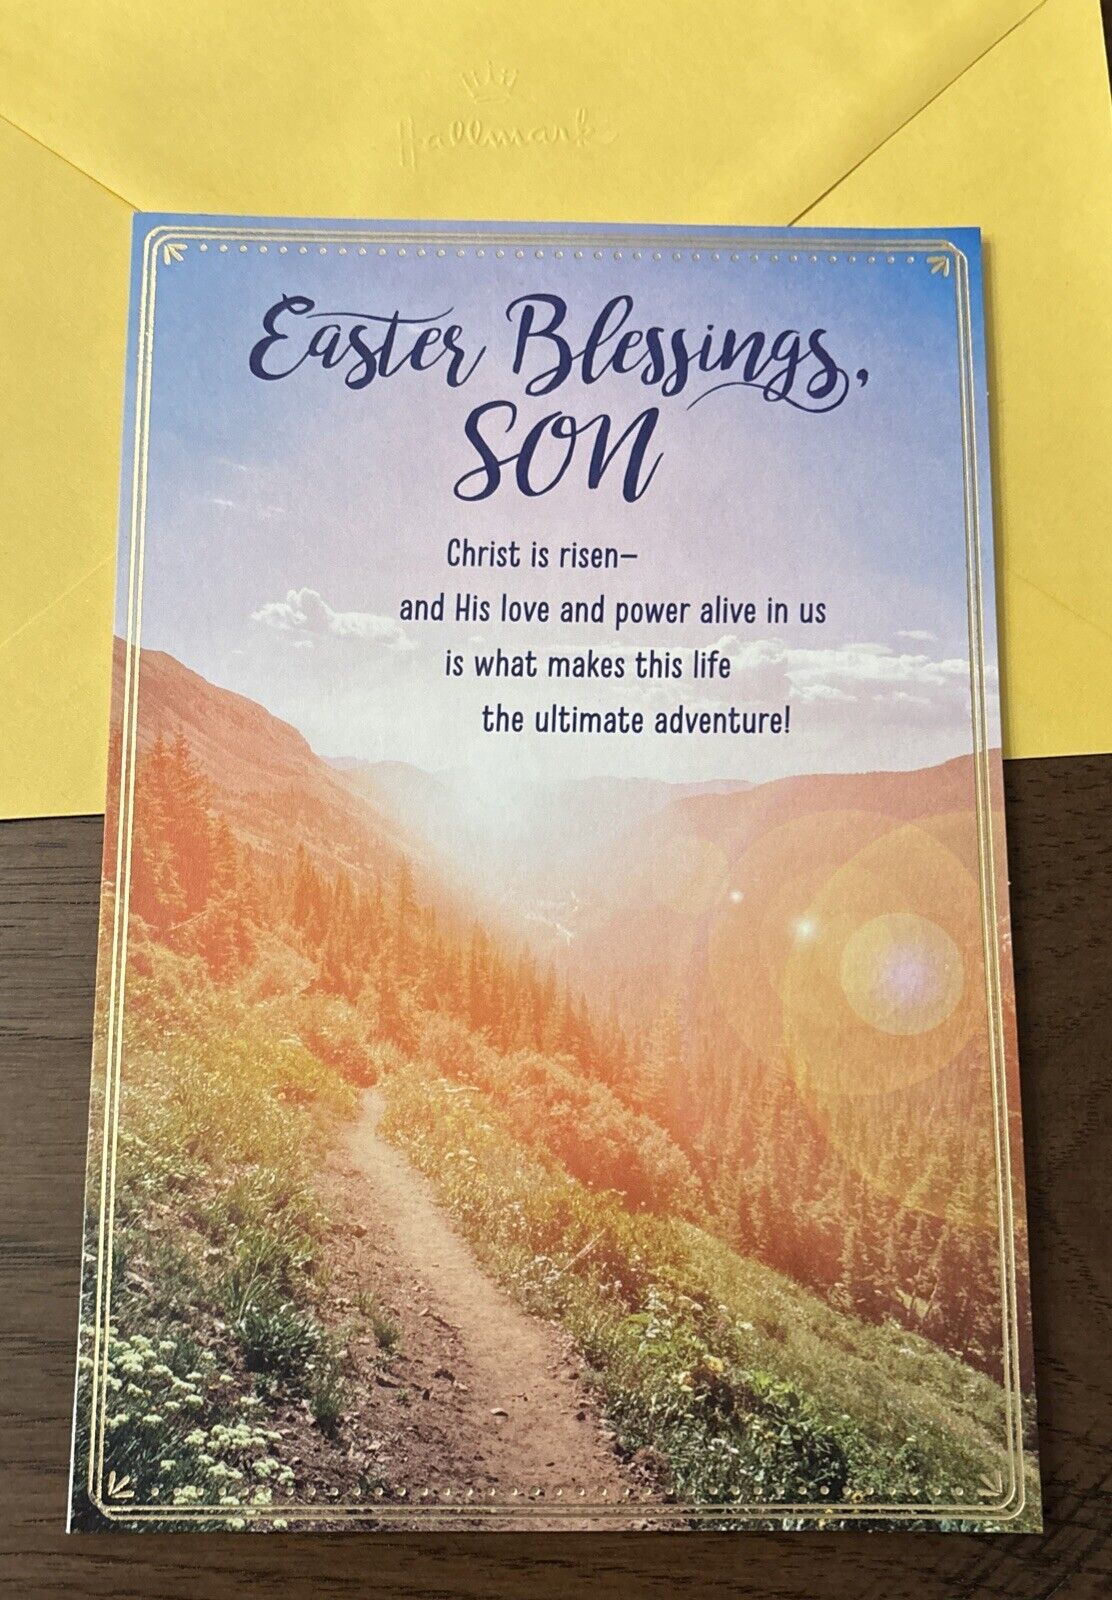 Hallmark
Easter Blessings,
SON
Christ is risen–
and His love and power alive in us
is what makes this life
the ultimate adventure!